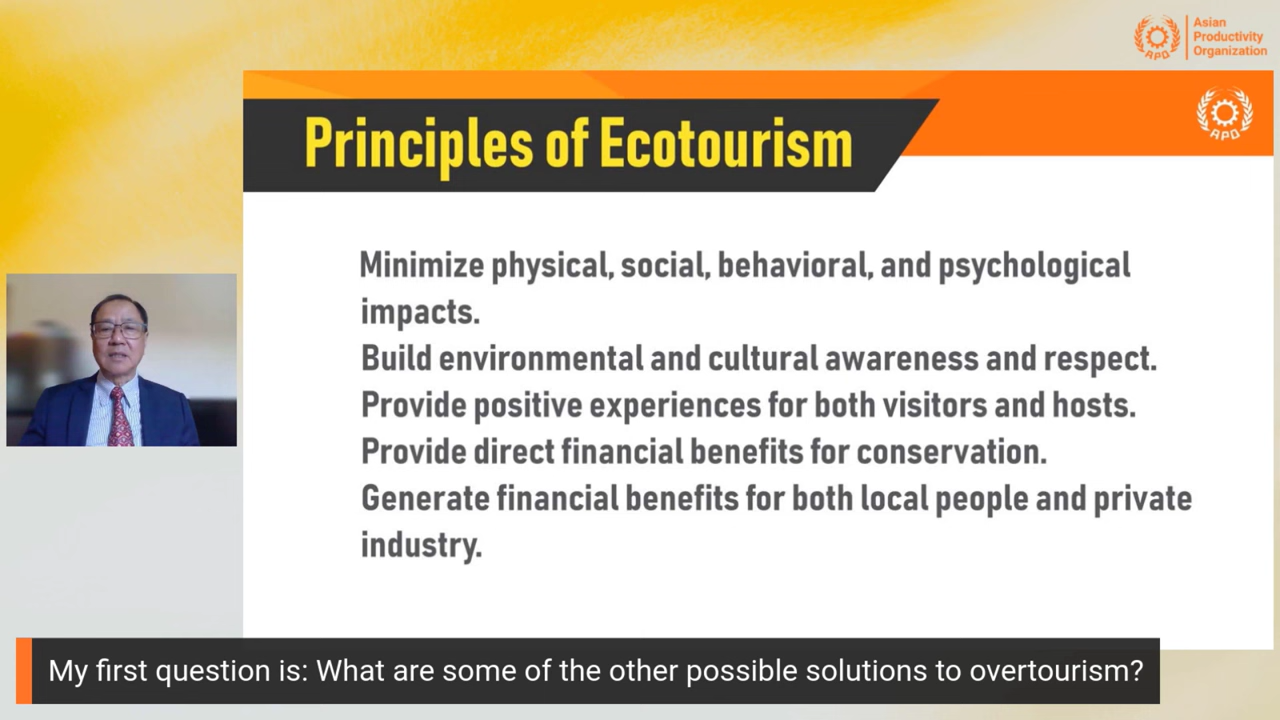 Asian
Productivity
Organization
APO
APO
Principles of Ecotourism
Minimize physical, social, behavioral, and psychological
impacts.
Build environmental and cultural awareness and respect.
Provide positive experiences for both visitors and hosts.
Provide direct financial benefits for conservation.
Generate financial benefits for both local people and private
industry.
My first question is: What are some of the other possible solutions to overtourism?